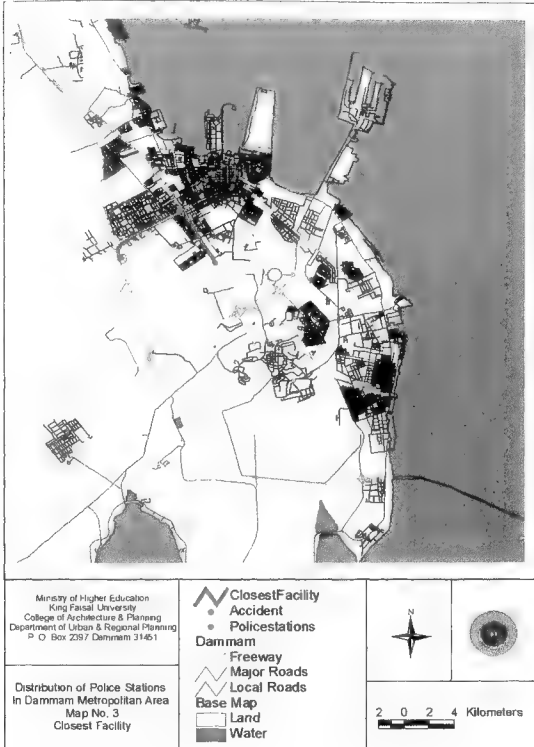 Ministry of Higher Education
King Faisal University
College of Architecture & Planning
Department of Urban & Regional Planning
P O Box 2397 Dammam 31451
Distribution of Police Stations
in Dammam Metropolitan Area
Map No. 3
Closest Facility
ClosestFacility
Accident
Policestations
Dammam
Freeway
Major Roads
Local Roads
Base Map
Land
Water
N
2 0 2 4 Kilometers